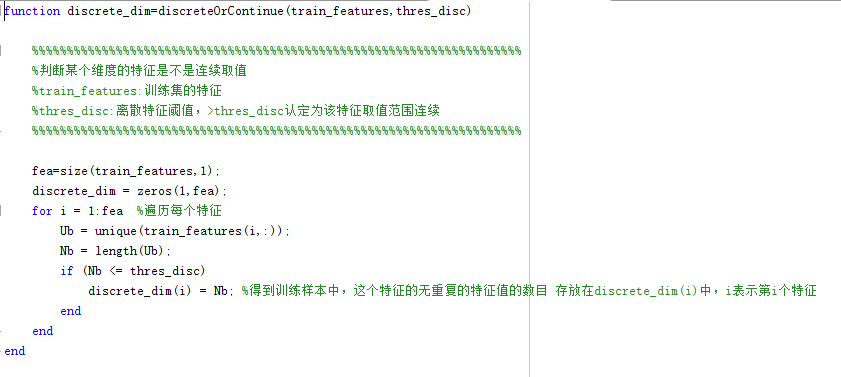 function discrete_dim=discreteOrContinue(train_features,thres_disc)
%%%%%%%%%%%%%%%%%%%%%%%%%%%%%%%%%%%%%%%%%%%%%%%%%%%%%%%%%%%%%%%%%%%%%%%%
%判断某个维度的特征是不是连续取值
%train_features:训练集的特征
%thres_disc:离散特征阈值，>thres_disc认定为该特征取值范围连续
%%%%%%%%%%%%%%%%%%%%%%%%%%%%%%%%%%%%%%%%%%%%%%%%%%%%%%%%%%%%%%%%%%%%%%%%
fea=size(train_features,1);
discrete_dim = zeros(1,fea);
for i = 1:fea  %遍历每个特征
Ub = unique(train_features(i,:));
Nb = length(Ub);
if (Nb <= thres_disc)
discrete_dim(i) = Nb; %得到训练样本中，这个特征的无重复的特征值的数目 存放在discrete_dim(i)中，i表示第i个特征
end
end
end